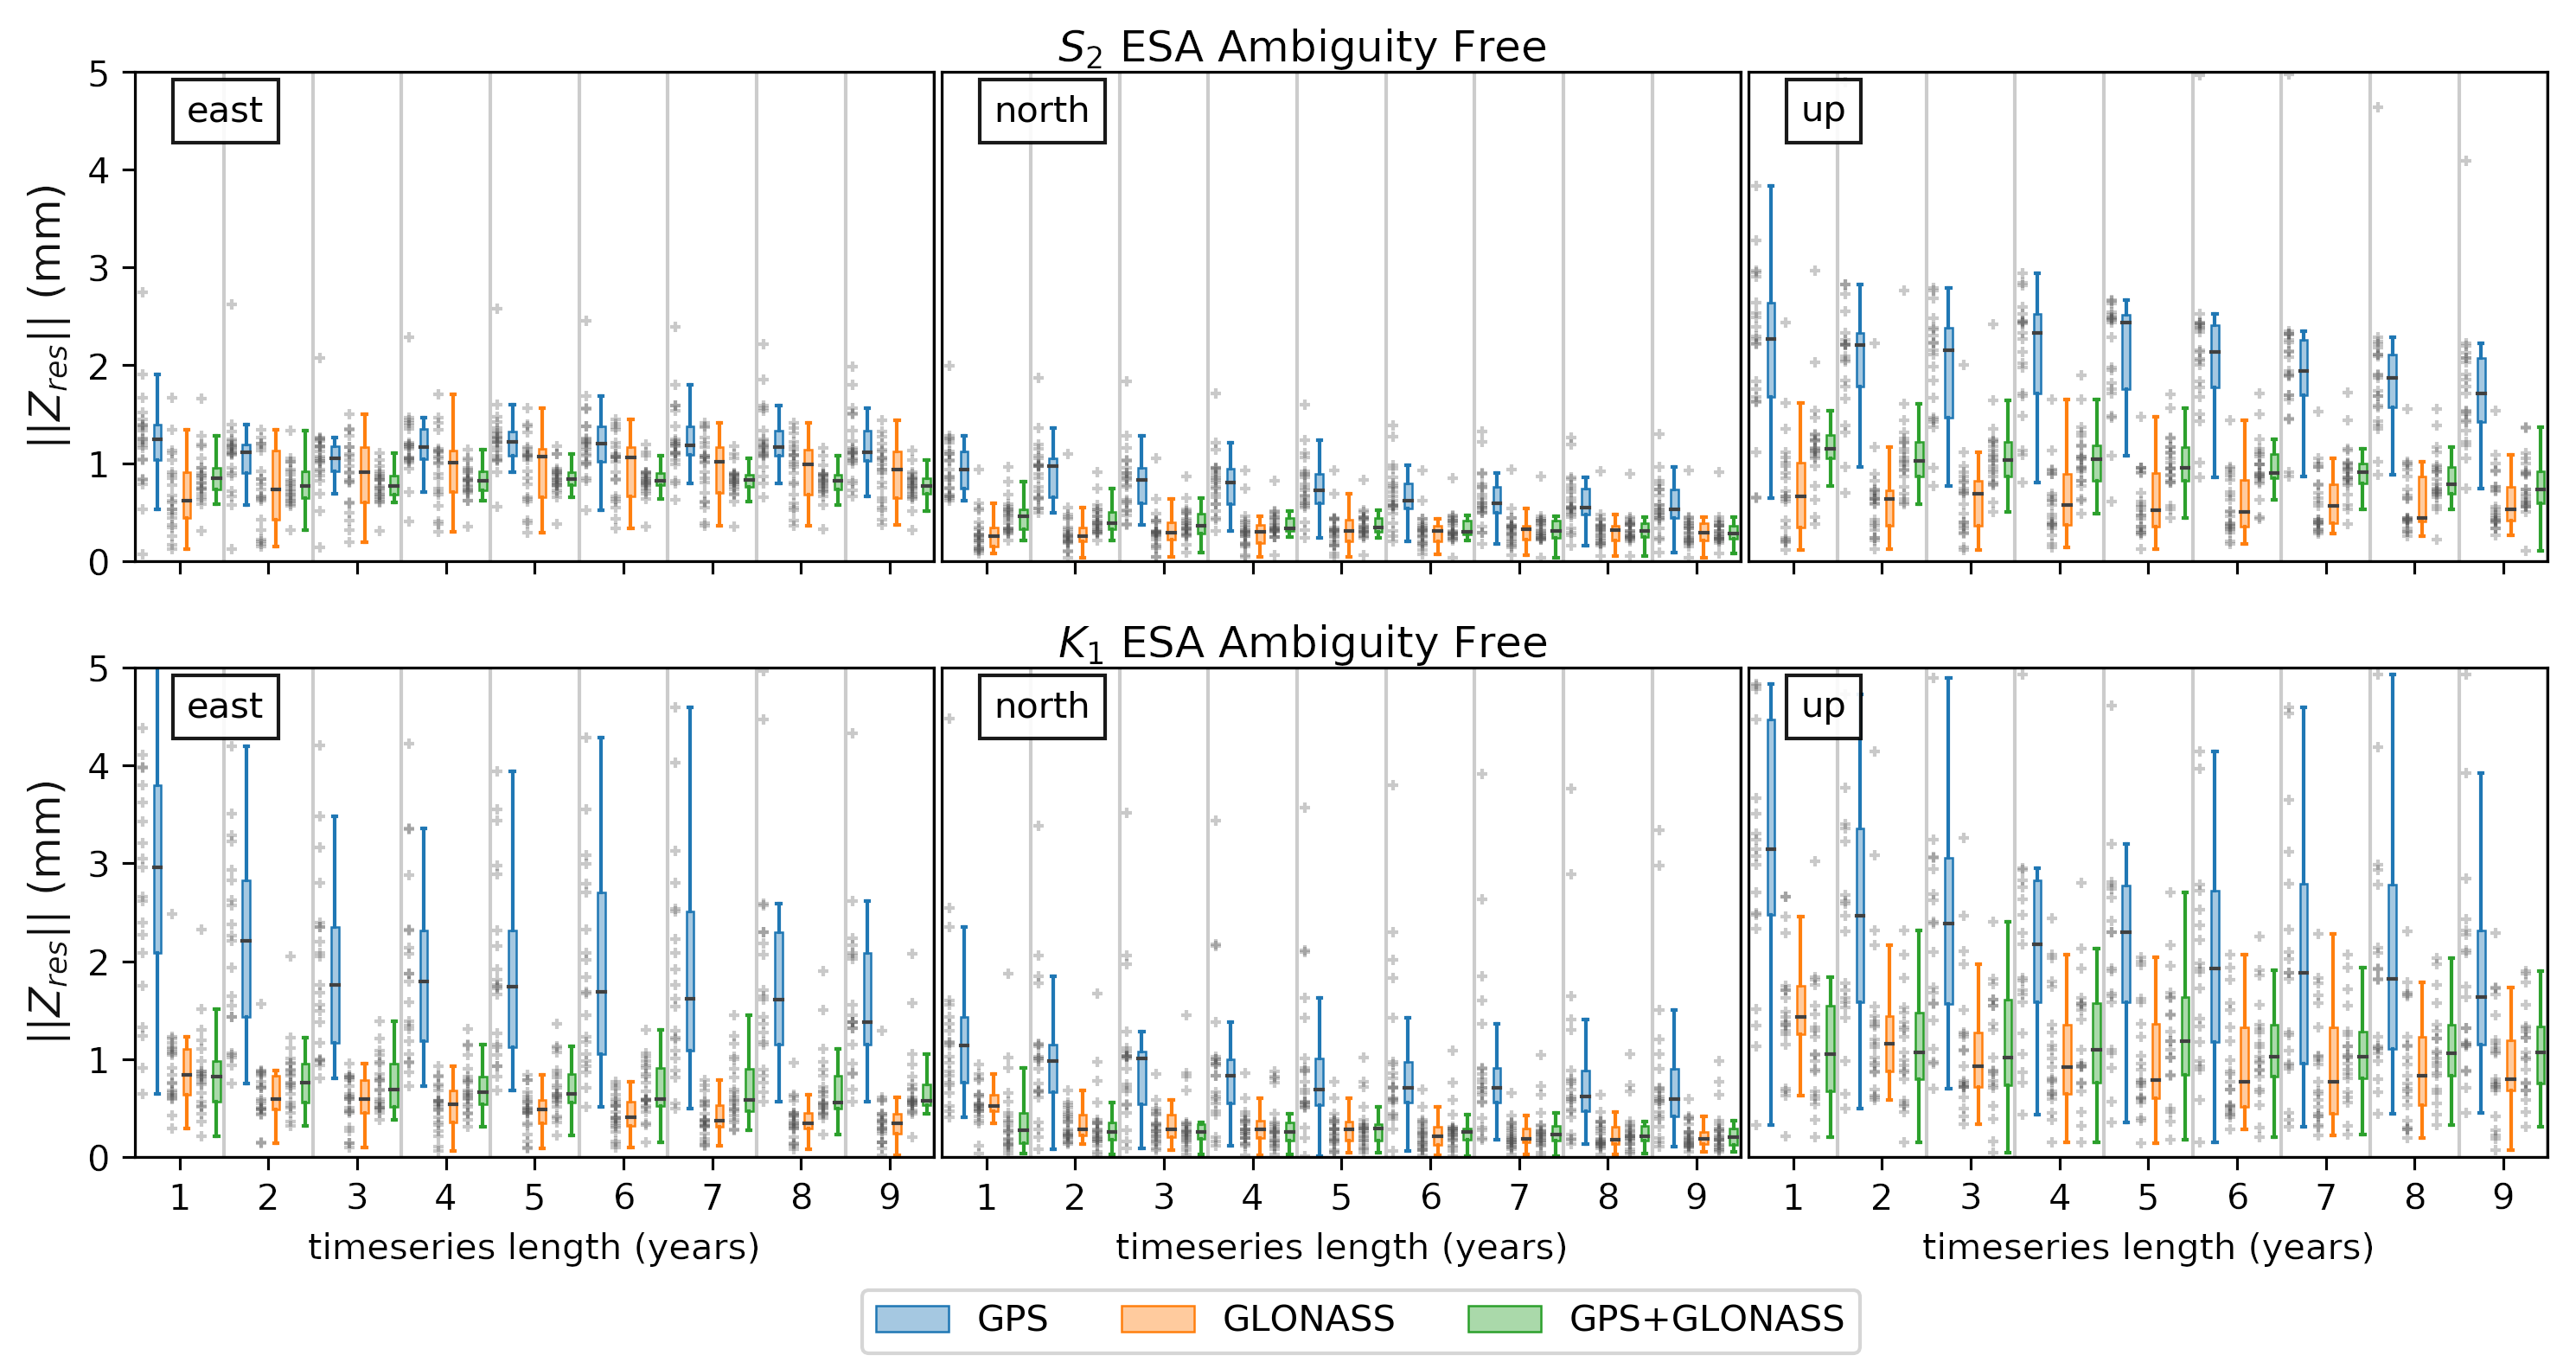 S2 ESA Ambiguity Free
5
4
3
2
1
0
||Zres|| (mm)
east
north
up
K1 ESA Ambiguity Free
5
4
3
2
1
0
||Zres|| (mm)
east
north
up
1 2 3 4 5 6 7 8 9
1 2 3 4 5 6 7 8 9
1 2 3 4 5 6 7 8 9
timeseries length (years)
timeseries length (years)
timeseries length (years)
GPS
GLONASS
GPS+GLONASS